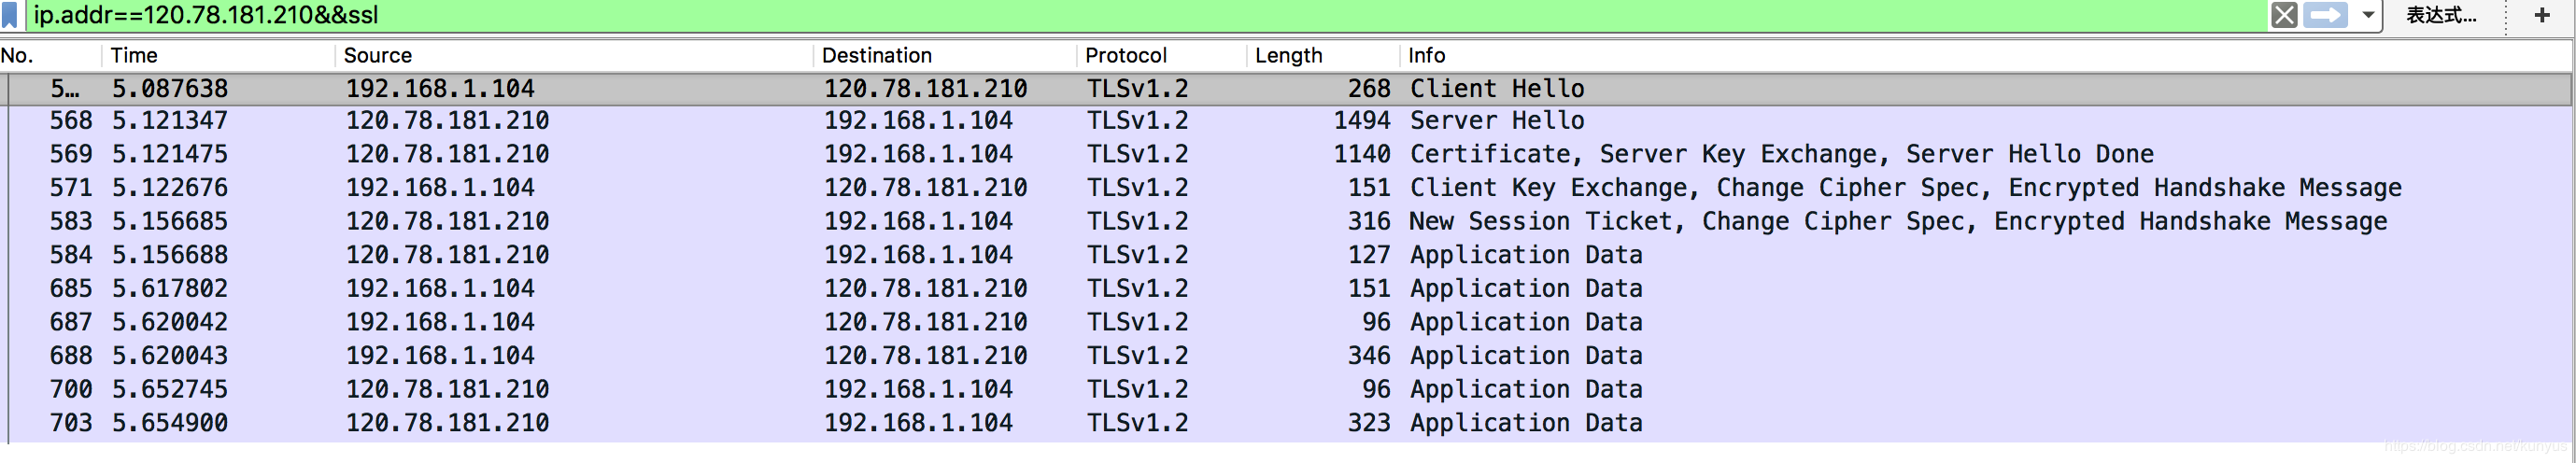 ip.addr==120.78.181.210&&ssl 表达式... +
No. Time Source Destination Protocol Length Info
5... 5.087638 192.168.1.104 120.78.181.210 TLSv1.2 268 Client Hello
568 5.121347 120.78.181.210 192.168.1.104 TLSv1.2 1494 Server Hello
569 5.121475 120.78.181.210 192.168.1.104 TLSv1.2 1140 Certificate, Server Key Exchange, Server Hello Done
571 5.122676 192.168.1.104 120.78.181.210 TLSv1.2 151 Client Key Exchange, Change Cipher Spec, Encrypted Handshake Message
583 5.156685 120.78.181.210 192.168.1.104 TLSv1.2 316 New Session Ticket, Change Cipher Spec, Encrypted Handshake Message
584 5.156688 120.78.181.210 192.168.1.104 TLSv1.2 127 Application Data
685 5.617802 192.168.1.104 120.78.181.210 TLSv1.2 151 Application Data
687 5.620042 192.168.1.104 120.78.181.210 TLSv1.2 96 Application Data
688 5.620043 192.168.1.104 120.78.181.210 TLSv1.2 346 Application Data
700 5.652745 120.78.181.210 192.168.1.104 TLSv1.2 96 Application Data
703 5.654900 120.78.181.210 192.168.1.104 TLSv1.2 323 Application Data